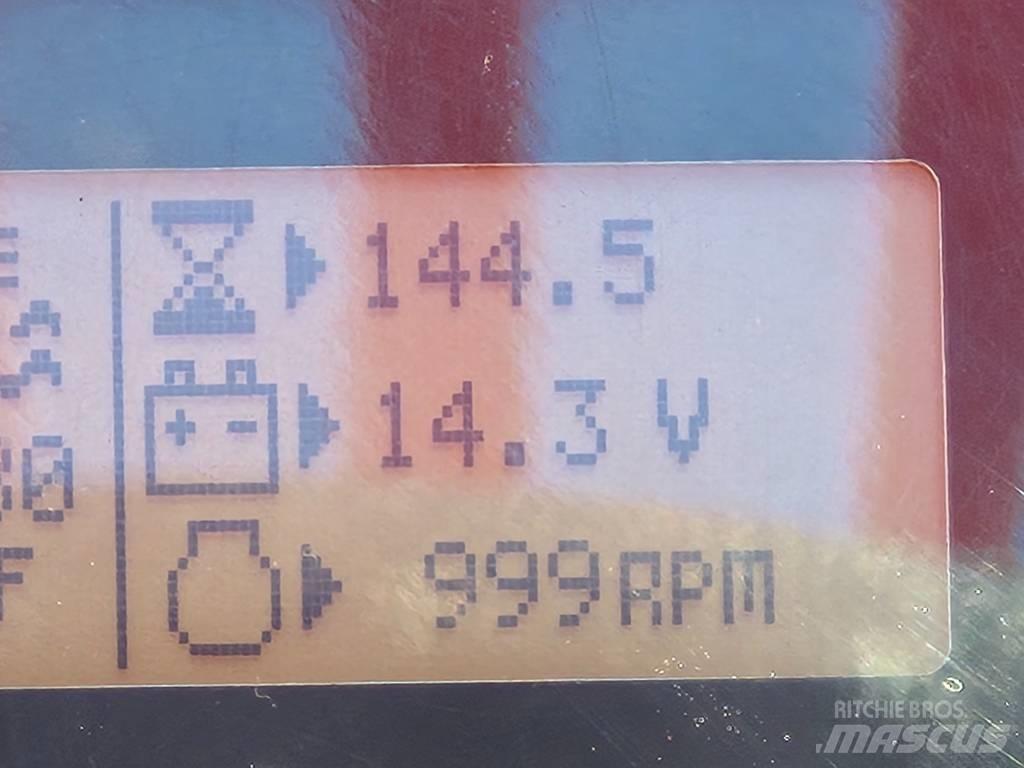 144.5
14.3 V
999RPM
RITCHIE BROS.
.MASCUS